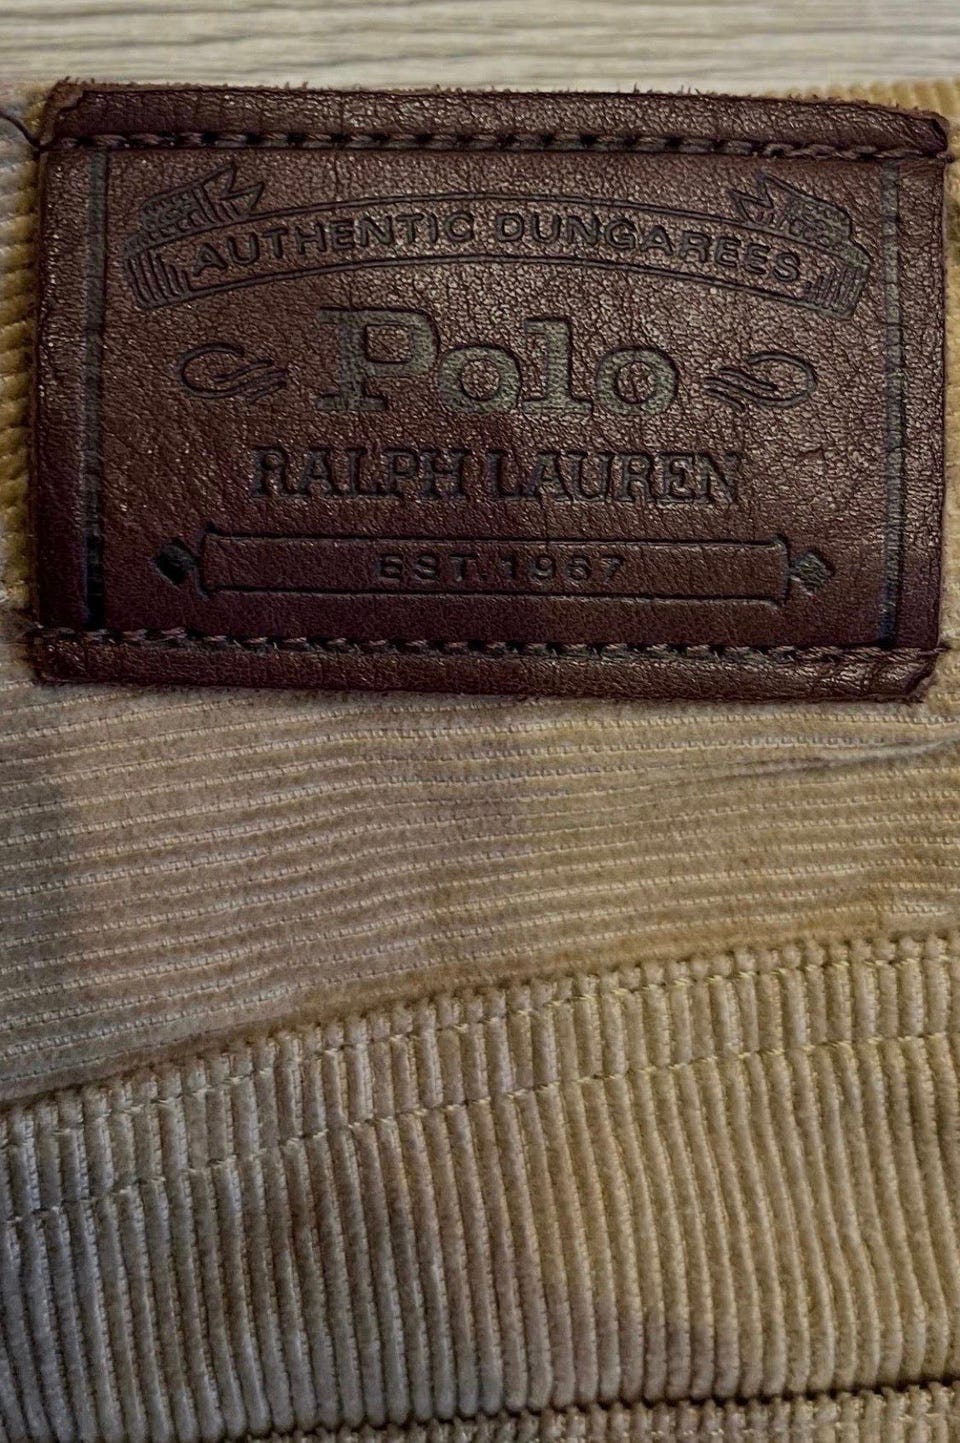 AUTHENTIC DUNGAREES
Polo
RALPH LAUREN
EST. 1967